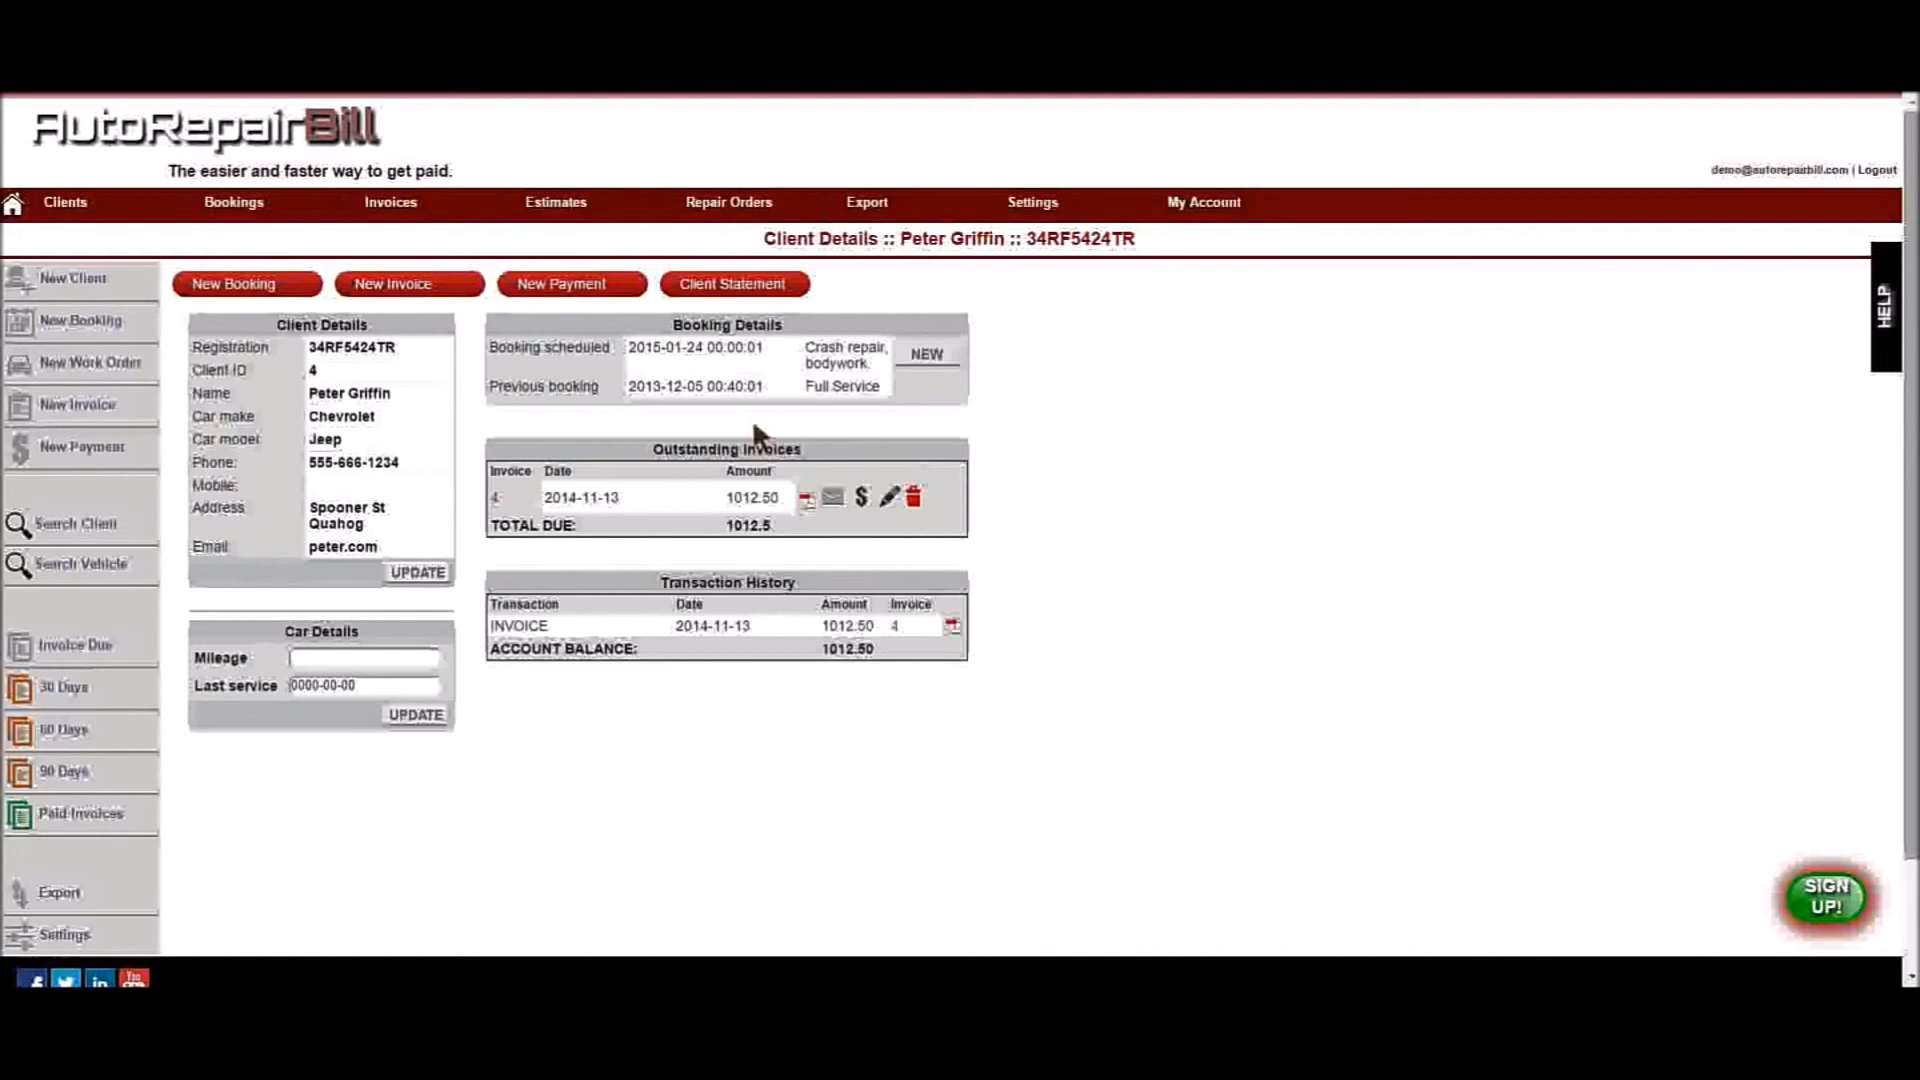 AutoRepairBill
The easier and faster way to get paid.
demo@autorepairbill.com | Logout
Clients Bookings Invoices Estimates Repair Orders Export Settings My Account
Client Details :: Peter Griffin :: 34RF5424TR
HELP
New Client
New Booking
New Work Order
New Invoice
New Payment
Search Client
Search Vehicle
Invoice Due
30 Days
60 Days
90 Days
Paid Invoices
Export
Settings
New Booking New Invoice New Payment Client Statement
Client Details
Registration 34RF5424TR
Client ID 4
Name Peter Griffin
Car make Chevrolet
Car model: Jeep
Phone: 555-666-1234
Mobile:
Address Spooner St
Quahog
Email: peter.com
UPDATE
Car Details
Mileage
Last service 0000-00-00
UPDATE
Booking Details
Booking scheduled 2015-01-24 00:00:01 Crash repair,
bodywork. NEW
Previous booking 2013-12-05 00:40:01 Full Service
Outstanding Invoices
Invoice Date Amount
4 2014-11-13 1012.50 $
TOTAL DUE: 1012.5
Transaction History
Transaction Date Amount Invoice
INVOICE 2014-11-13 1012.50 4
ACCOUNT BALANCE: 1012.50
SIGN
UP!
f in You